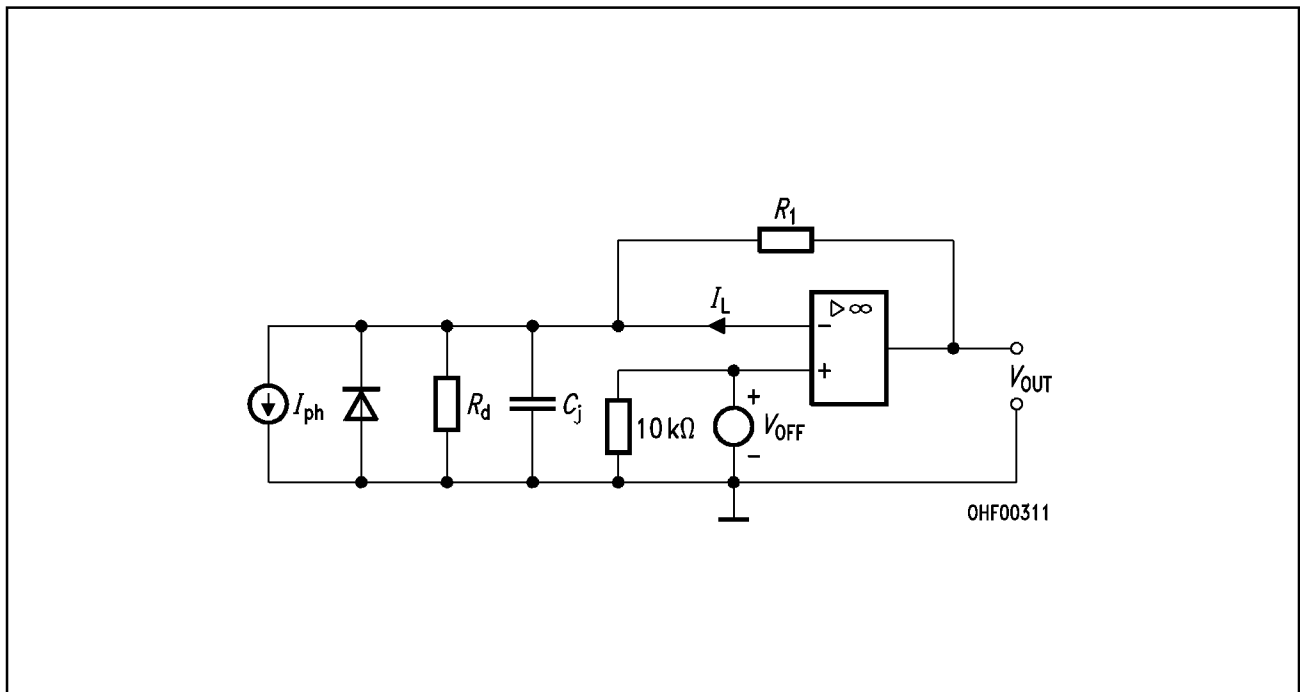 R1
IL
▷ ∞
−
+
Iph
Rd
Cj
10 kΩ
+
VOFF
−
VOUT
OHF00311